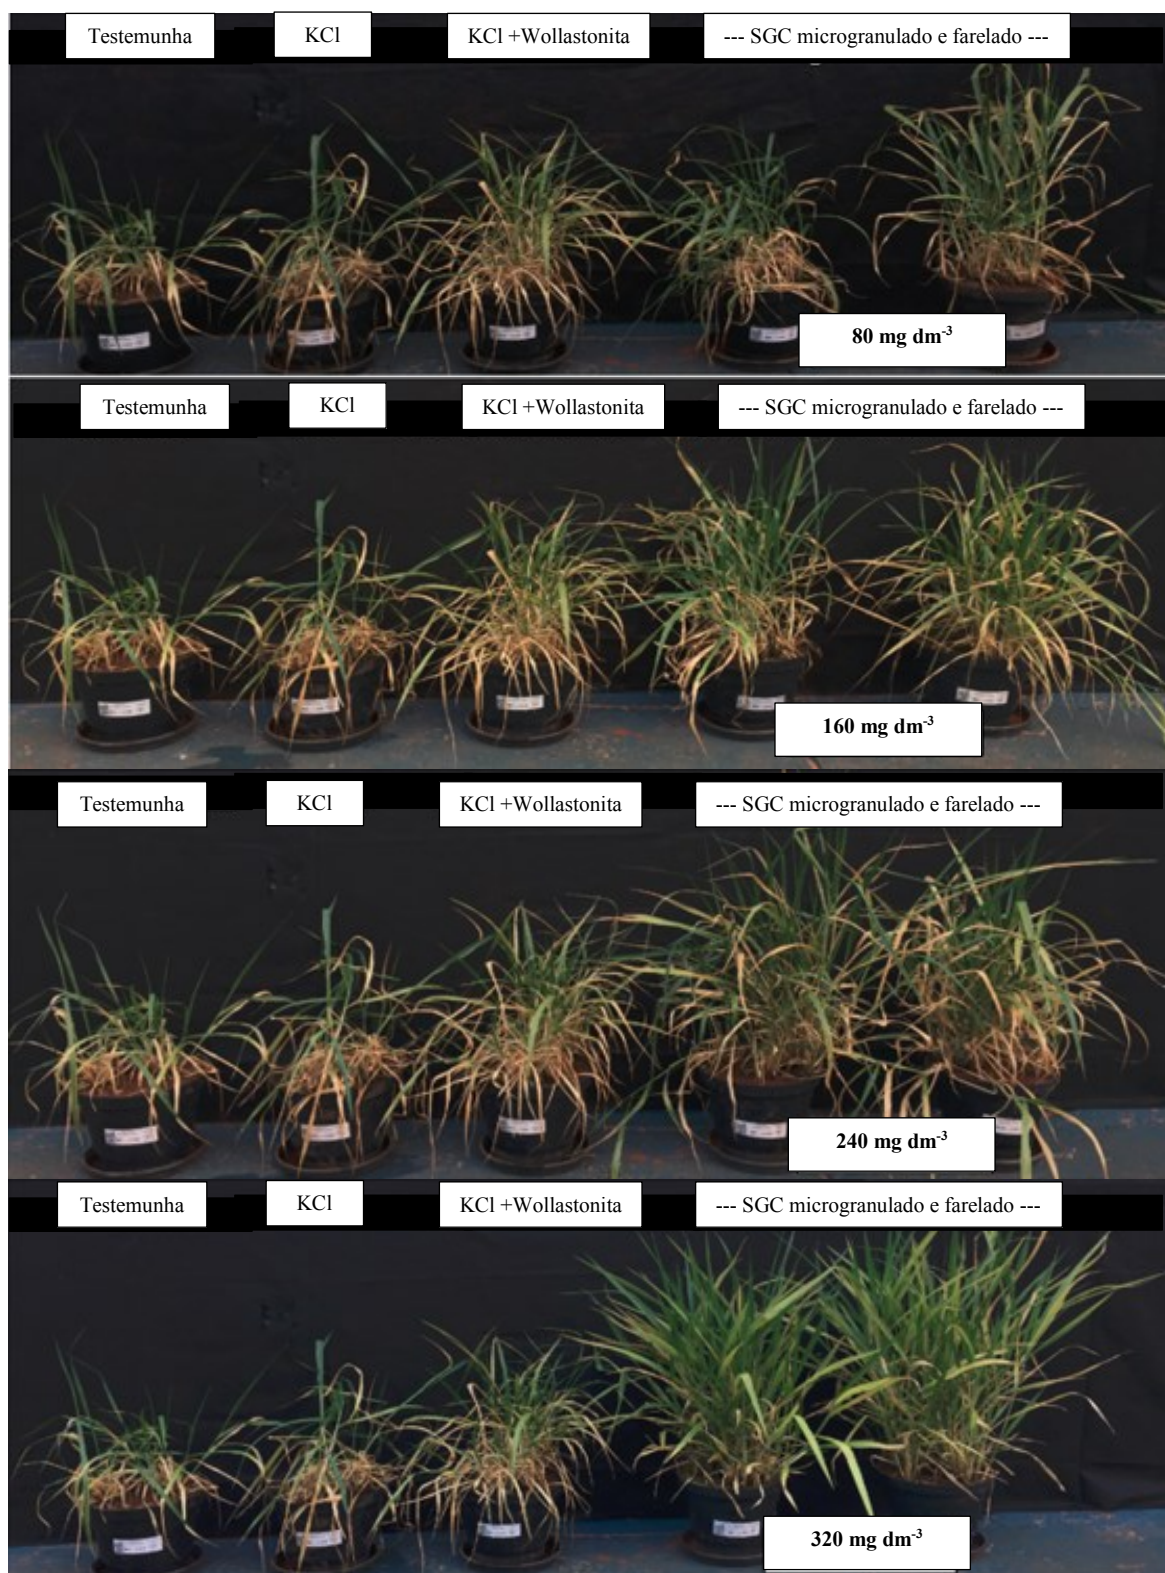 Testemunha
KCl
KCl +Wollastonita
--- SGC microgranulado e farelado ---
80 mg dm-3
Testemunha
KCl
KCl +Wollastonita
--- SGC microgranulado e farelado ---
160 mg dm-3
Testemunha
KCl
KCl +Wollastonita
--- SGC microgranulado e farelado ---
240 mg dm-3
Testemunha
KCl
KCl +Wollastonita
--- SGC microgranulado e farelado ---
320 mg dm-3